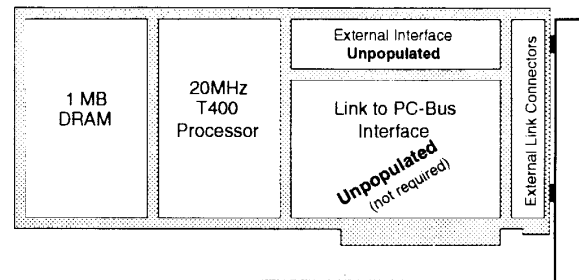 1 MB
DRAM
20MHz
T400
Processor
External Interface
Unpopulated
Link to PC-Bus
Interface
Unpopulated
(not required)
External Link Connectors